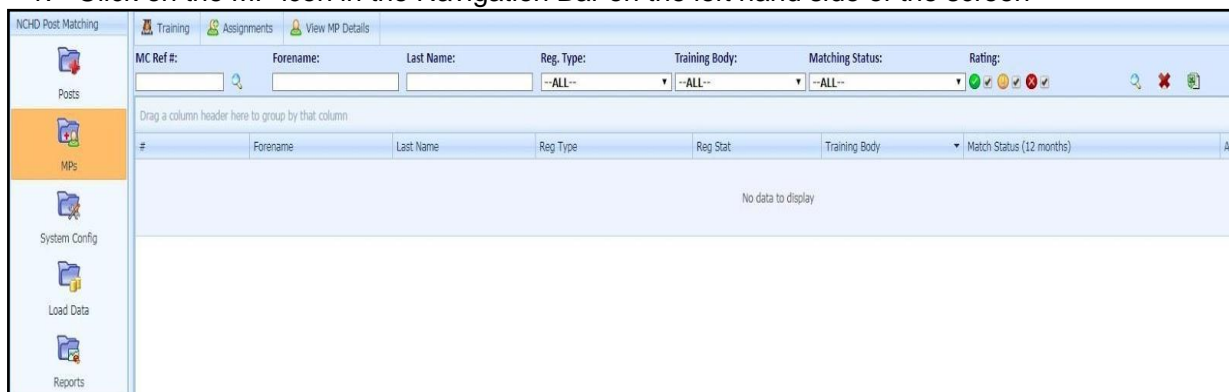 Click on the MP icon in the Navigation Bar on the left hand side of the screen
NCHD Post Matching
Training Assignments View MP Details
MC Ref #: Forename: Last Name: Reg. Type: Training Body: Matching Status: Rating:
--ALL-- --ALL-- --ALL--
Drag a column header here to group by that column
# Forename Last Name Reg Type Reg Stat Training Body Match Status (12 months) A
No data to display
Posts
MPs
System Config
Load Data
Reports